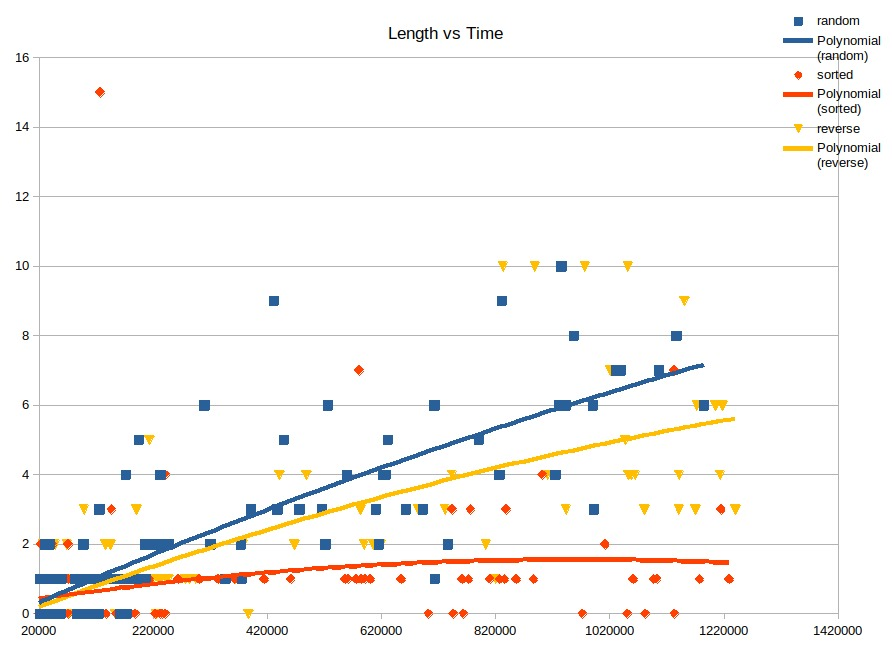 Length vs Time
random
Polynomial
(random)
sorted
Polynomial
(sorted)
reverse
Polynomial
(reverse)
16
14
12
10
8
6
4
2
0
20000 220000 420000 620000 820000 1020000 1220000 1420000